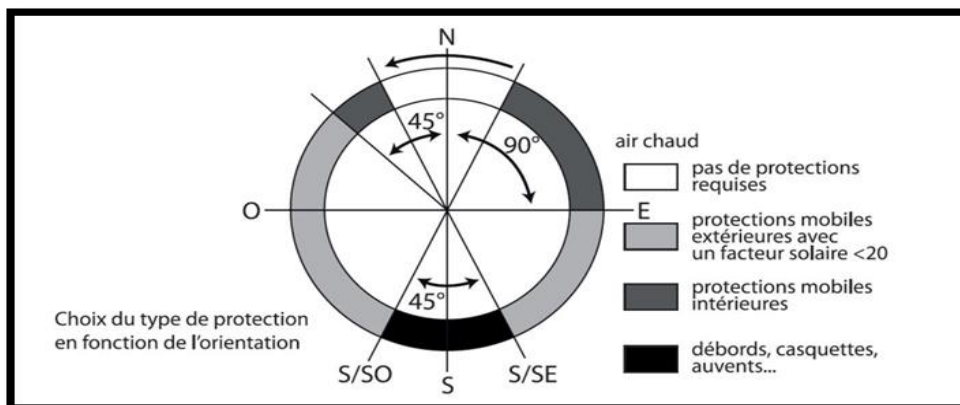 N
45°
90°
O
E
45°
S/SO
S
S/SE
Choix du type de protection
en fonction de l'orientation
air chaud
pas de protections
requises
protections mobiles
extérieures avec
un facteur solaire <20
protections mobiles
intérieures
débords, casquettes,
auvents...